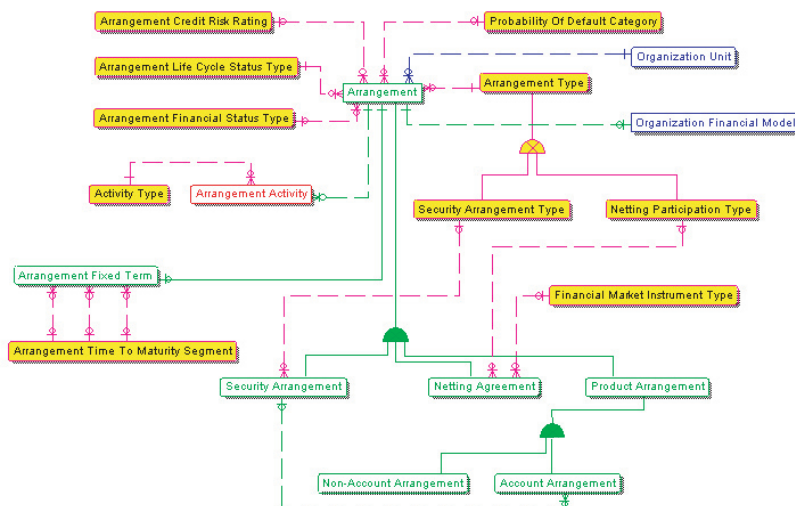 Arrangement Credit Risk Rating
Probability Of Default Category
Organization Unit
Arrangement Life Cycle Status Type
Arrangement
Arrangement Type
Arrangement Financial Status Type
Organization Financial Model
Activity Type
Arrangement Activity
Security Arrangement Type
Netting Participation Type
Arrangement Fixed Term
Financial Market Instrument Type
Arrangement Time To Maturity Segment
Security Arrangement
Netting Agreement
Product Arrangement
Non-Account Arrangement
Account Arrangement